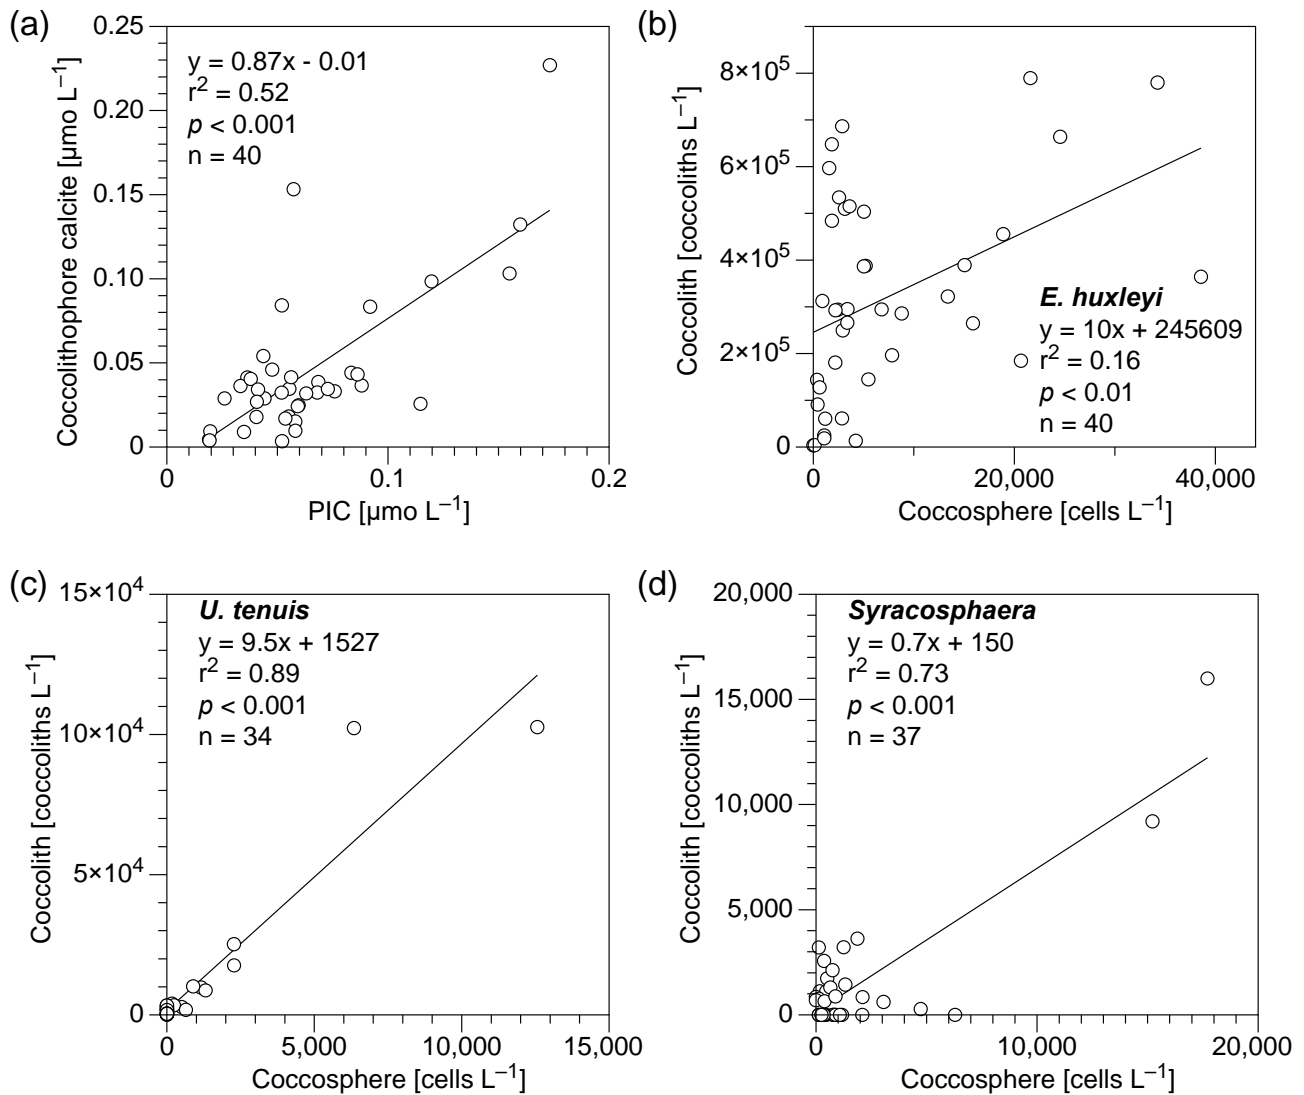 (a)
0.25
0.20
0.15
0.10
0.05
0
Coccolithophore calcite [µmo L⁻¹]
y = 0.87x - 0.01
r² = 0.52
p < 0.001
n = 40
0
0.1
0.2
PIC [µmo L⁻¹]
(b)
8×10⁵
6×10⁵
4×10⁵
2×10⁵
0
Coccolith [coccoliths L⁻¹]
E. huxleyi
y = 10x + 245609
r² = 0.16
p < 0.01
n = 40
0
20,000
40,000
Coccosphere [cells L⁻¹]
(c)
15×10⁴
10×10⁴
5×10⁴
0
Coccolith [coccoliths L⁻¹]
U. tenuis
y = 9.5x + 1527
r² = 0.89
p < 0.001
n = 34
0
5,000
10,000
15,000
Coccosphere [cells L⁻¹]
(d)
20,000
15,000
10,000
5,000
0
Coccolith [coccoliths L⁻¹]
Syracosphaera
y = 0.7x + 150
r² = 0.73
p < 0.001
n = 37
0
10,000
20,000
Coccosphere [cells L⁻¹]